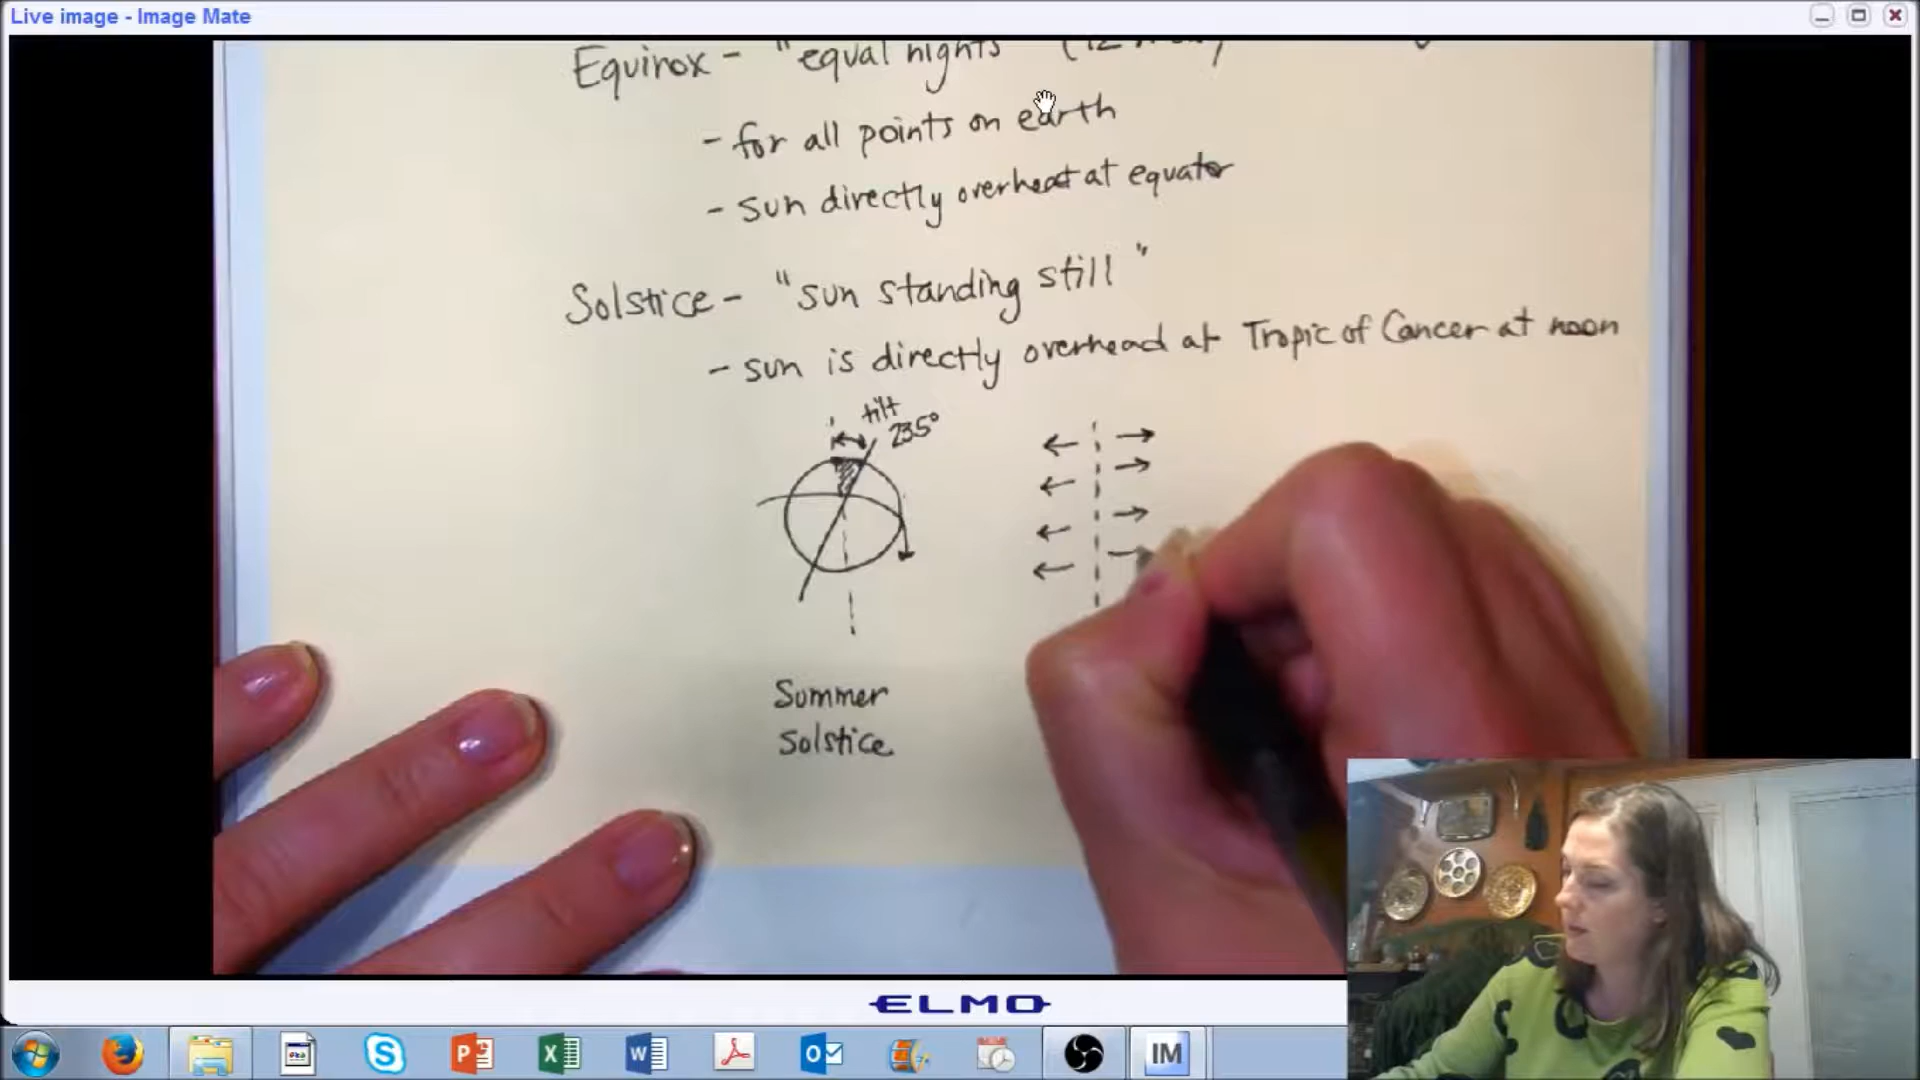 Live image - Image Mate
Equinox - "equal nights"
- for all points on earth
- sun directly overhead at equator
Solstice - "sun standing still"
- sun is directly overhead at Tropic of Cancer at noon
tilt
23.5°
Summer
Solstice
ELMO
IM